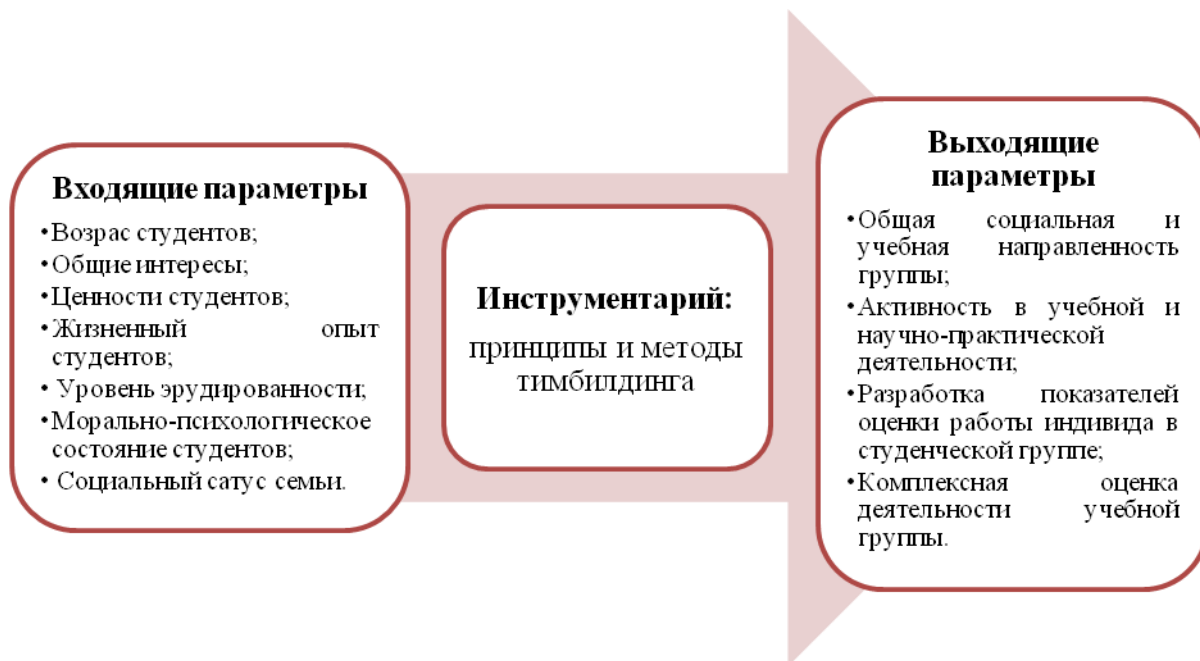 Входящие параметры
•Возрас студентов;
•Общие интересы;
•Ценности студентов;
•Жизненный опыт
студентов;
• Уровень эрудированности;
•Морально-психологическое
состояние студентов;
• Социальный сатус семьи.
Инструментарий:
принципы и методы
тимбилдинга
Выходящие
параметры
•Общая социальная и
учебная направленность
группы;
•Активность в учебной и
научно-практической
деятельности;
•Разработка показателей
оценки работы индивида в
студенческой группе;
•Комплексная оценка
деятельности учебной
группы.